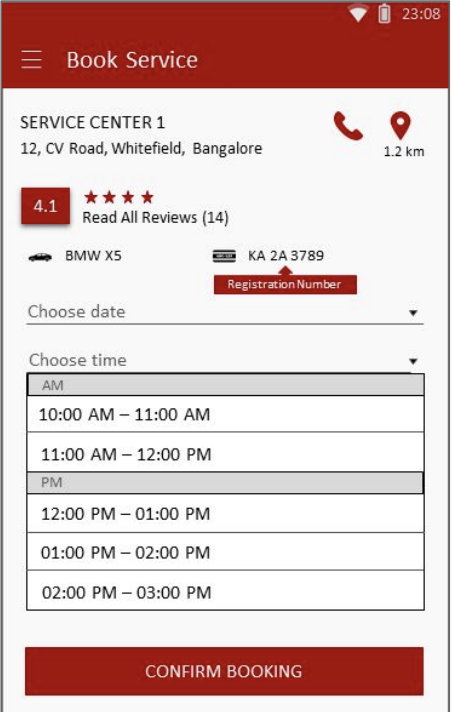 23:08
Book Service
SERVICE CENTER 1
12, CV Road, Whitefield, Bangalore
1.2 km
4.1
Read All Reviews (14)
BMW X5
KA 2A 3789
Registration Number
Choose date
Choose time
AM
10:00 AM – 11:00 AM
11:00 AM – 12:00 PM
PM
12:00 PM – 01:00 PM
01:00 PM – 02:00 PM
02:00 PM – 03:00 PM
CONFIRM BOOKING